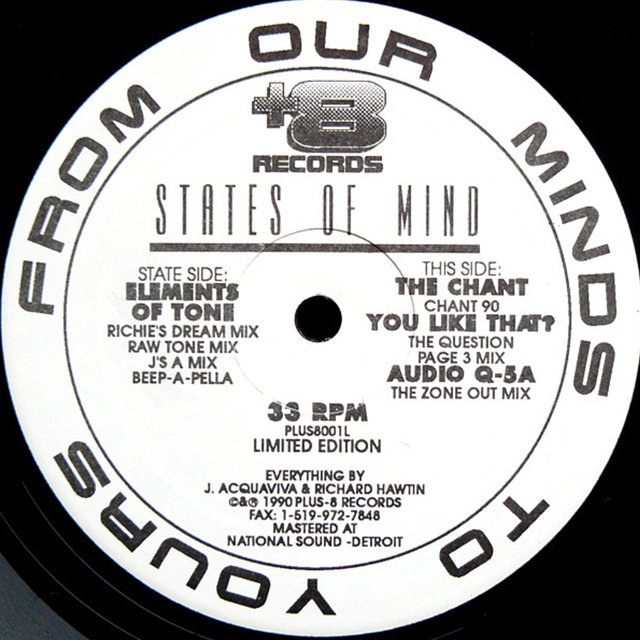 FROM OUR MINDS TO YOURS
+8
RECORDS
STATES OF MIND
STATE SIDE:
ELEMENTS
OF TONE
RICHIE'S DREAM MIX
RAW TONE MIX
J'S A MIX
BEEP-A-PELLA
THIS SIDE:
THE CHANT
CHANT 90
YOU LIKE THAT?
THE QUESTION
PAGE 3 MIX
AUDIO Q-5A
THE ZONE OUT MIX
33 RPM
PLUS8001L
LIMITED EDITION
EVERYTHING BY
J. ACQUAVIVA & RICHARD HAWTIN
©&℗ 1990 PLUS-8 RECORDS
FAX: 1-519-972-7848
MASTERED AT
NATIONAL SOUND -DETROIT